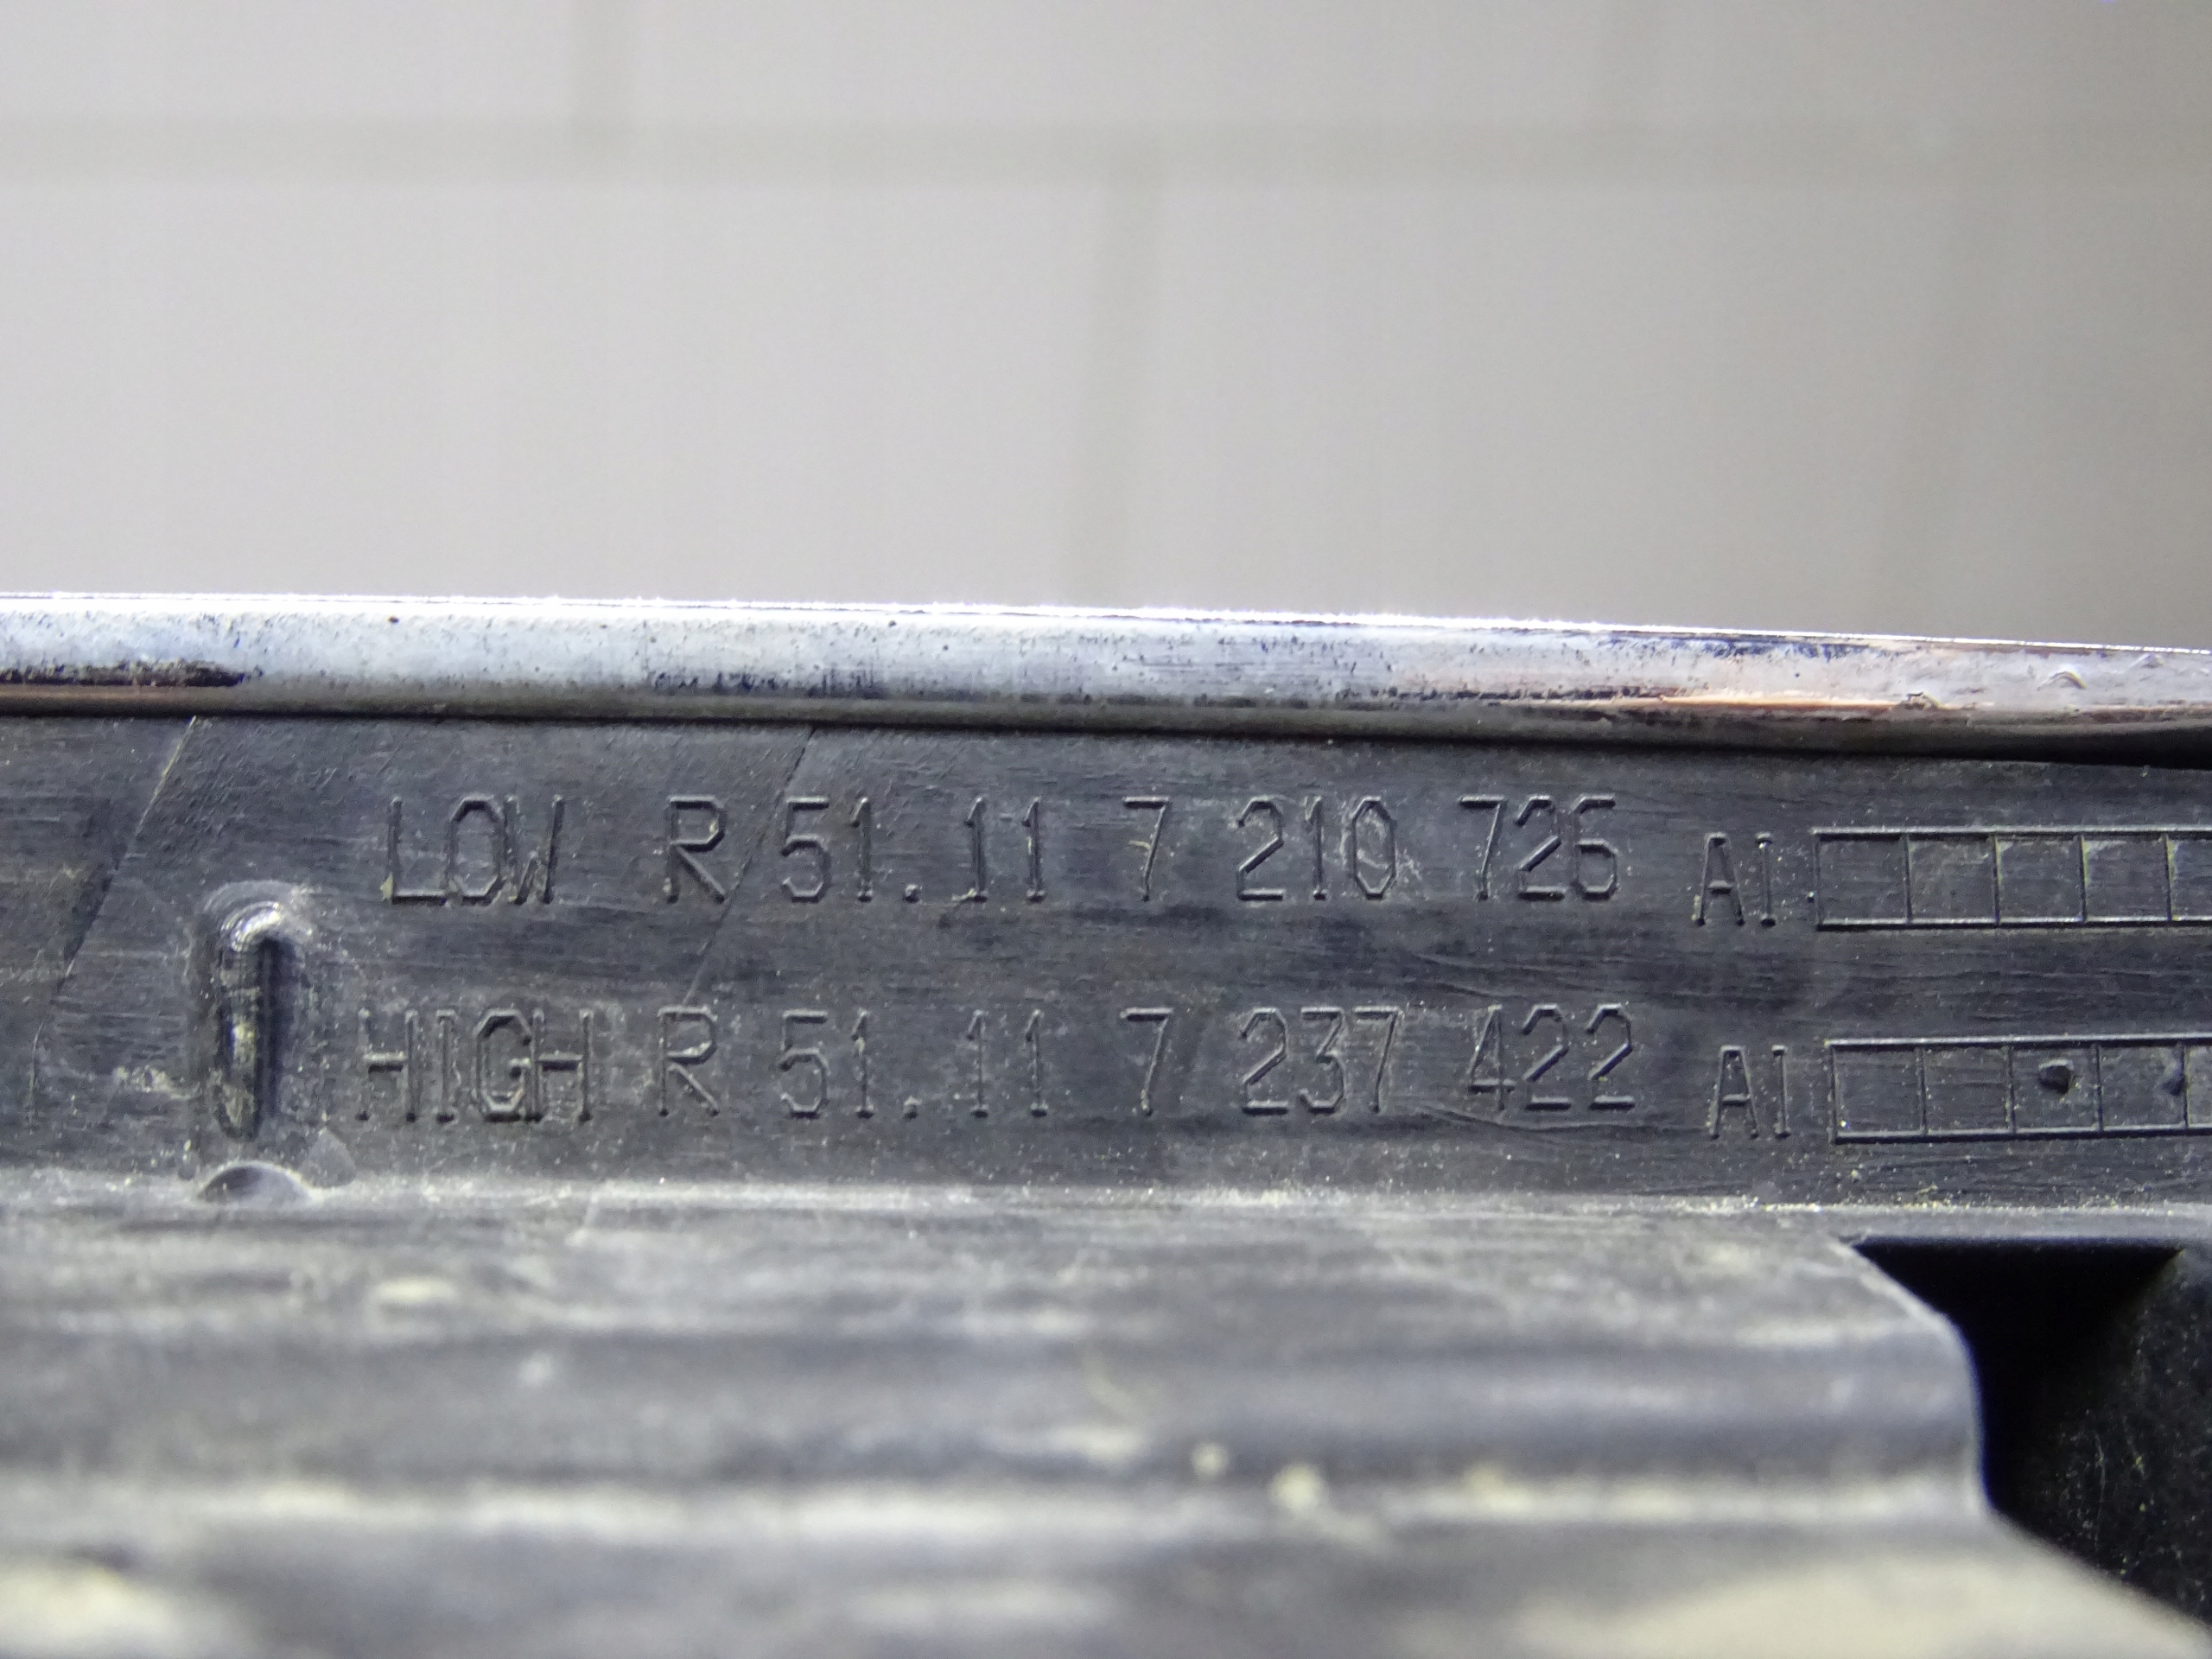 LOW R 51.11 7 210 726 AI
HIGH R 51.11 7 237 422 AI